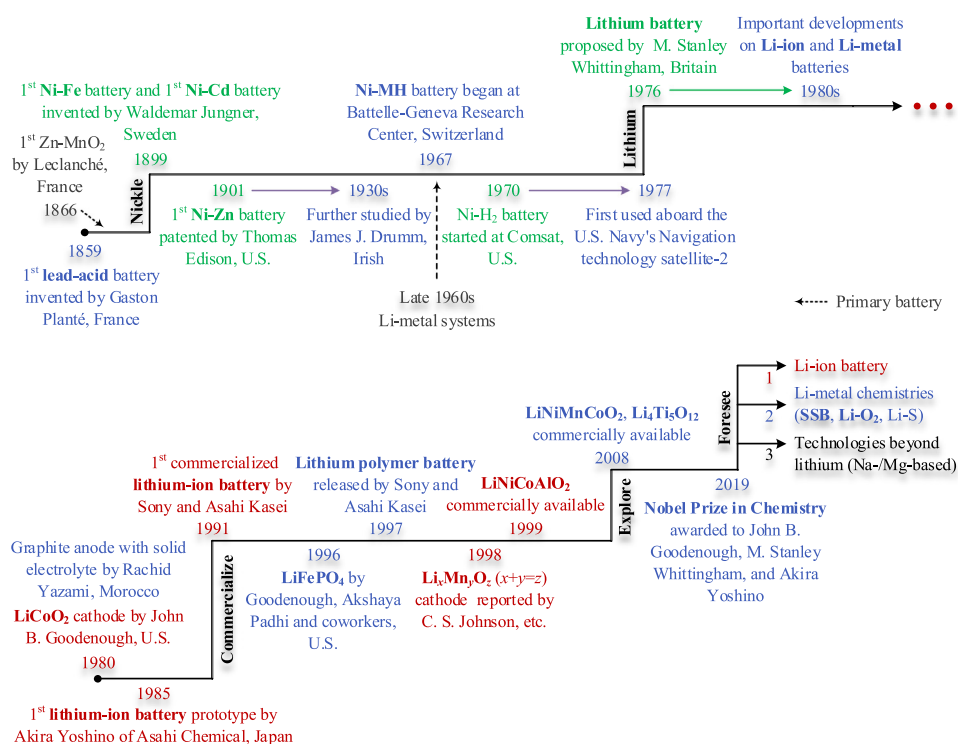 Lithium battery
proposed by M. Stanley
Whittingham, Britain
1976
Important developments
on Li-ion and Li-metal
batteries
1980s
1st Ni-Fe battery and 1st Ni-Cd battery
invented by Waldemar Jungner,
Sweden
1899
Ni-MH battery began at
Battelle-Geneva Research
Center, Switzerland
1967
Lithium
1st Zn-MnO2
by Leclanché,
France
1866
Nickle
1859
1st lead-acid battery
invented by Gaston
Planté, France
1901
1st Ni-Zn battery
patented by Thomas
Edison, U.S.
1930s
Further studied by
James J. Drumm,
Irish
1970
Ni-H2 battery
started at Comsat,
U.S.
1977
First used aboard the
U.S. Navy's Navigation
technology satellite-2
Late 1960s
Li-metal systems
Primary battery
1
Li-ion battery
2
Li-metal chemistries
(SSB, Li-O2, Li-S)
3
Technologies beyond
lithium (Na-/Mg-based)
Foresee
LiNiMnCoO2, Li4Ti5O12
commercially available
2008
1st commercialized
lithium-ion battery by
Sony and Asahi Kasei
1991
Lithium polymer battery
released by Sony and
Asahi Kasei
1997
LiNiCoAlO2
commercially available
1999
Explore
2019
Nobel Prize in Chemistry
awarded to John B.
Goodenough, M. Stanley
Whittingham, and Akira
Yoshino
Graphite anode with solid
electrolyte by Rachid
Yazami, Morocco
LiCoO2 cathode by John
B. Goodenough, U.S.
1980
Commercialize
1996
LiFePO4 by
Goodenough, Akshaya
Padhi and coworkers,
U.S.
1998
LixMnyOz (x+y=z)
cathode reported by
C. S. Johnson, etc.
1985
1st lithium-ion battery prototype by
Akira Yoshino of Asahi Chemical, Japan